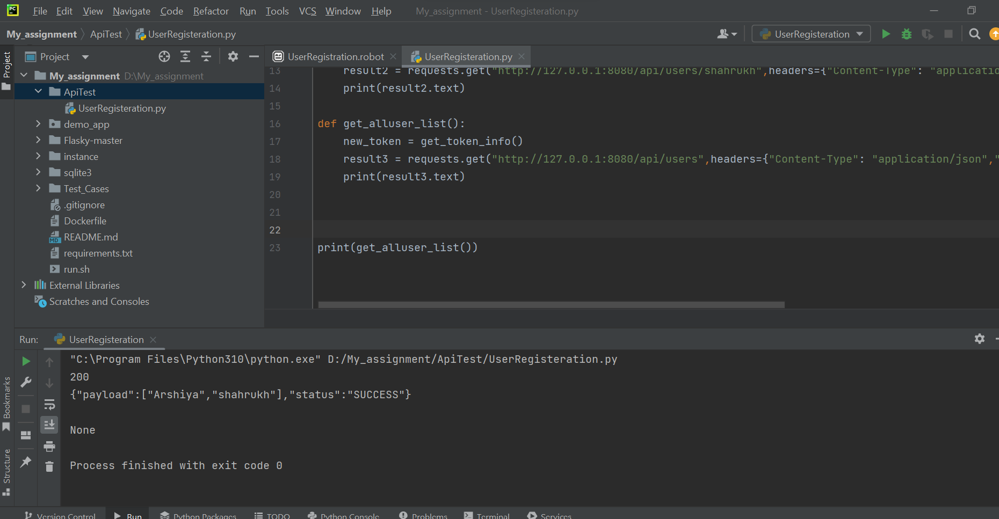 PC File Edit View Navigate Code Refactor Run Tools VCS Window Help My_assignment - UserRegisteration.py
My_assignment ApiTest UserRegisteration.py UserRegisteration
Project
Project
UserRegistration.robot UserRegisteration.py
My_assignment D:\My_assignment
ApiTest
UserRegisteration.py
demo_app
Flasky-master
instance
sqlite3
Test_Cases
.gitignore
Dockerfile
MD README.md
requirements.txt
run.sh
External Libraries
Scratches and Consoles
13 result2 = requests.get("http://127.0.0.1:8080/api/users/shahrukh",headers={"Content-Type": "applicatio
14 print(result2.text)
15
16 def get_alluser_list():
17 new_token = get_token_info()
18 result3 = requests.get("http://127.0.0.1:8080/api/users",headers={"Content-Type": "application/json","
19 print(result3.text)
20
21
22
23 print(get_alluser_list())
Run: UserRegisteration
"C:\Program Files\Python310\python.exe" D:/My_assignment/ApiTest/UserRegisteration.py
200
{"payload":["Arshiya","shahrukh"],"status":"SUCCESS"}
None
Process finished with exit code 0
Bookmarks
Structure
Version Control Run Python Packages TODO Python Console Problems Terminal Services